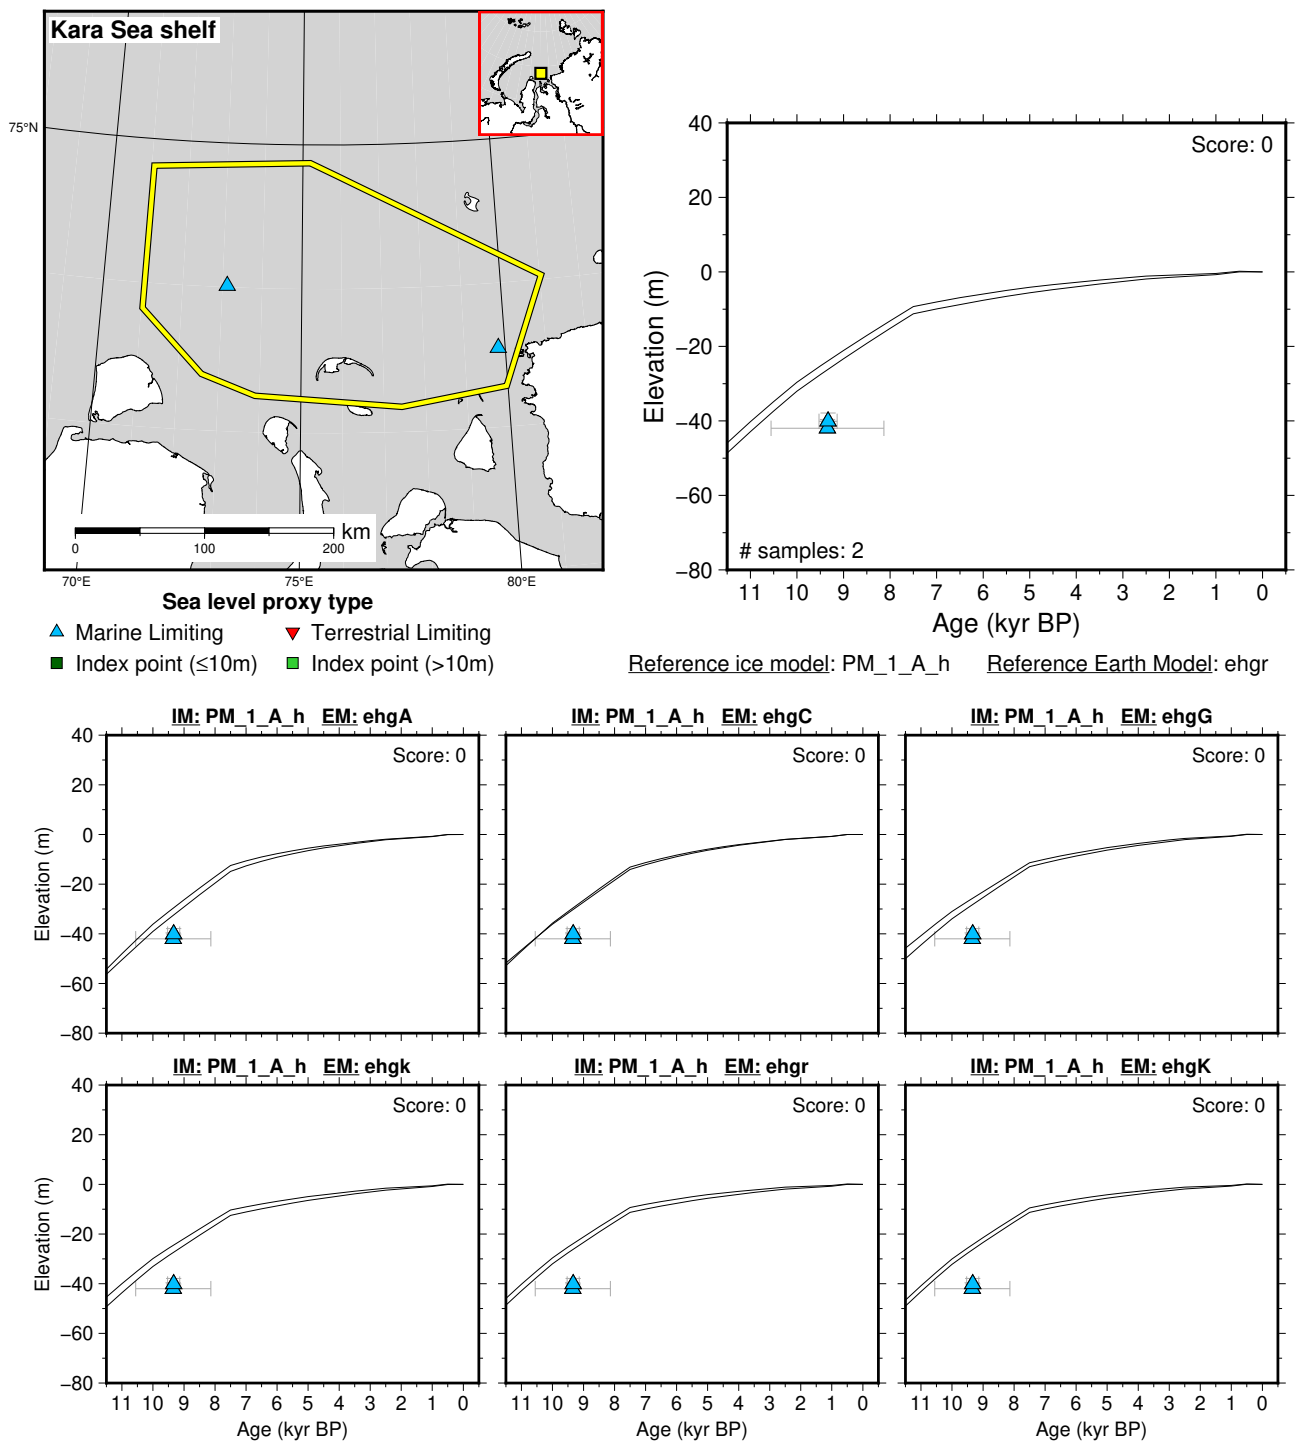 Kara Sea shelf
75°N
km
0 100 200
70°E 75°E 80°E
Sea level proxy type
Marine Limiting Terrestrial Limiting
Index point (≤10m) Index point (>10m)
40
20
0
−20
−40
−60
−80
Elevation (m)
Score: 0
# samples: 2
11 10 9 8 7 6 5 4 3 2 1 0
Age (kyr BP)
Reference ice model: PM_1_A_h Reference Earth Model: ehgr
IM: PM_1_A_h EM: ehgA
Score: 0
40
20
0
−20
−40
−60
−80
Elevation (m)
IM: PM_1_A_h EM: ehgC
Score: 0
IM: PM_1_A_h EM: ehgG
Score: 0
IM: PM_1_A_h EM: ehgk
Score: 0
40
20
0
−20
−40
−60
−80
Elevation (m)
11 10 9 8 7 6 5 4 3 2 1 0
Age (kyr BP)
IM: PM_1_A_h EM: ehgr
Score: 0
11 10 9 8 7 6 5 4 3 2 1 0
Age (kyr BP)
IM: PM_1_A_h EM: ehgK
Score: 0
11 10 9 8 7 6 5 4 3 2 1 0
Age (kyr BP)